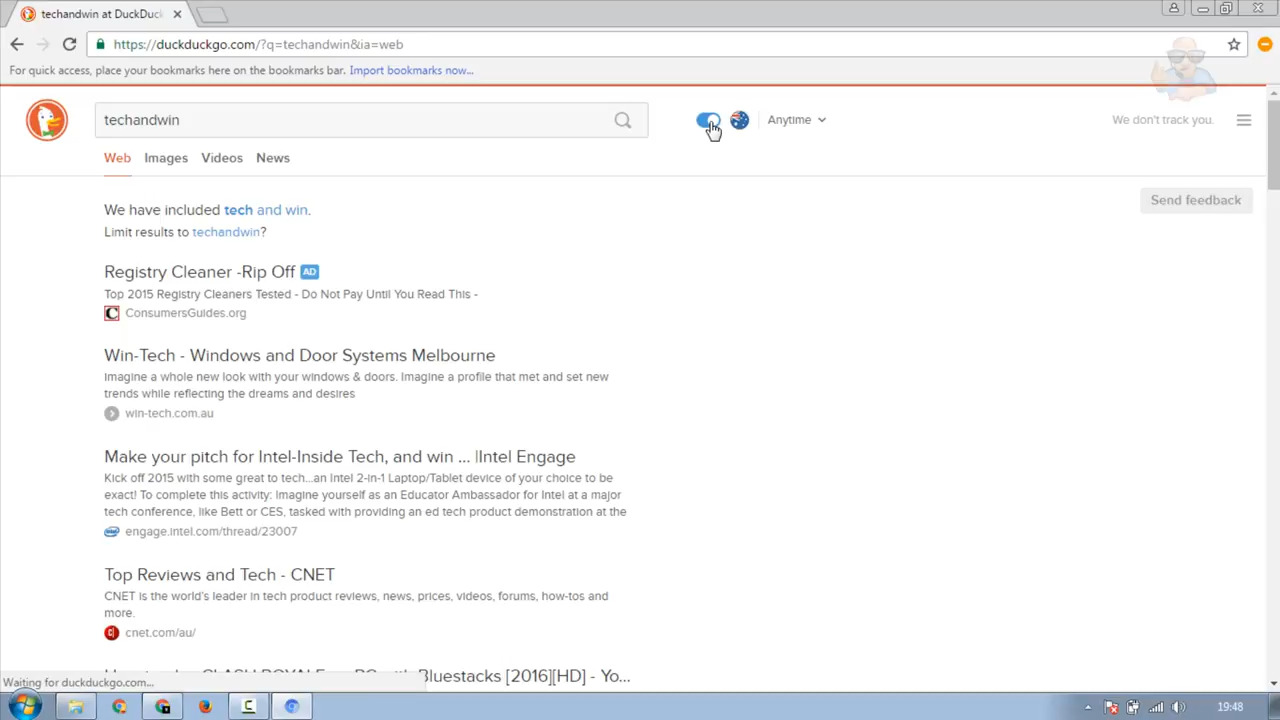 techandwin at DuckDuck
https://duckduckgo.com/?q=techandwin&ia=web
For quick access, place your bookmarks here on the bookmarks bar. Import bookmarks now...
techandwin
Anytime
We don't track you.
Web Images Videos News
Send feedback
We have included tech and win.
Limit results to techandwin?
Registry Cleaner -Rip Off AD
Top 2015 Registry Cleaners Tested - Do Not Pay Until You Read This -
ConsumersGuides.org
Win-Tech - Windows and Door Systems Melbourne
Imagine a whole new look with your windows & doors. Imagine a profile that met and set new
trends while reflecting the dreams and desires
win-tech.com.au
Make your pitch for Intel-Inside Tech, and win ... |Intel Engage
Kick off 2015 with some great to tech...an Intel 2-in-1 Laptop/Tablet device of your choice to be
exact! To complete this activity: Imagine yourself as an Educator Ambassador for Intel at a major
tech conference, like Bett or CES, tasked with providing an ed tech product demonstration at the
engage.intel.com/thread/23007
Top Reviews and Tech - CNET
CNET is the world's leader in tech product reviews, news, prices, videos, forums, how-tos and
more.
cnet.com/au/
Bluestacks [2016][HD] - Yo...
Waiting for duckduckgo.com...
19:48